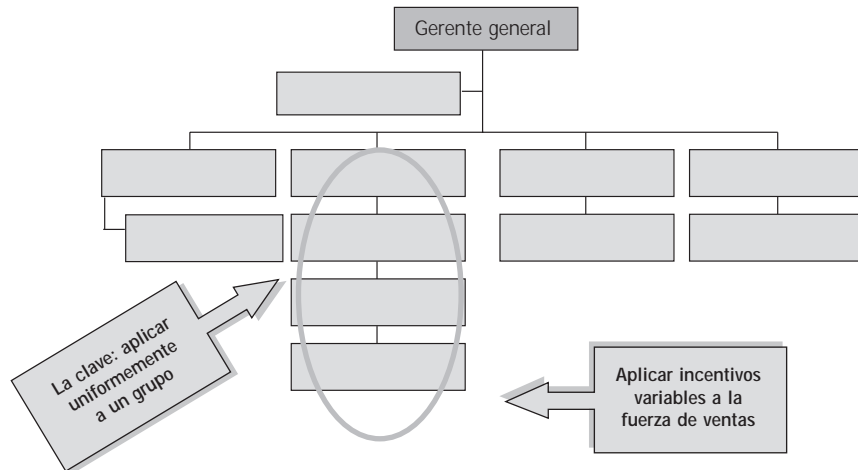 Gerente general
La clave: aplicar
uniformemente
a un grupo
Aplicar incentivos
variables a la
fuerza de ventas